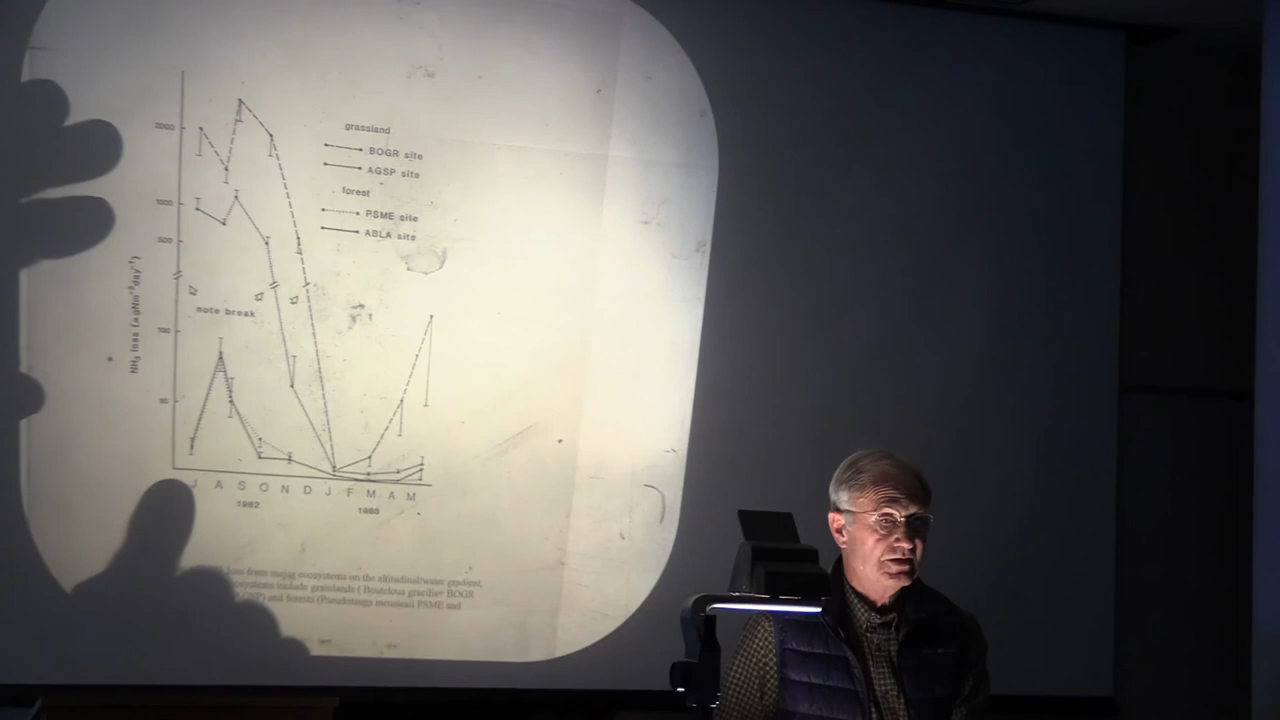 grassland
BOGR site
AGSP site
forest
PSME site
ABLA site
2000
1000
500
note break
100
50
NH₃ loss (µgNm⁻²day⁻¹)
J A S O N D J F M A M
1982 1983
loss from major ecosystems on the altitudinal/water gradient,
ecosystems include grasslands ( Bouteloua gracilis= BOGR
and forests (Pseudotsuga menziesii PSME and